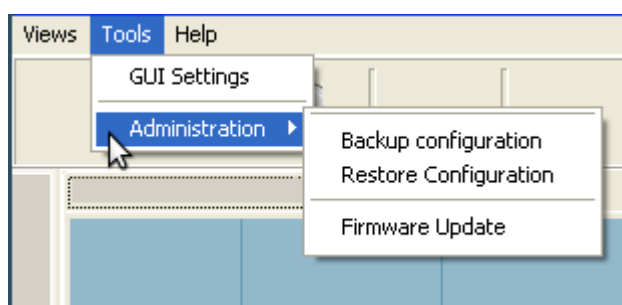 Views Tools Help
GUI Settings
Administration
Backup configuration
Restore Configuration
Firmware Update